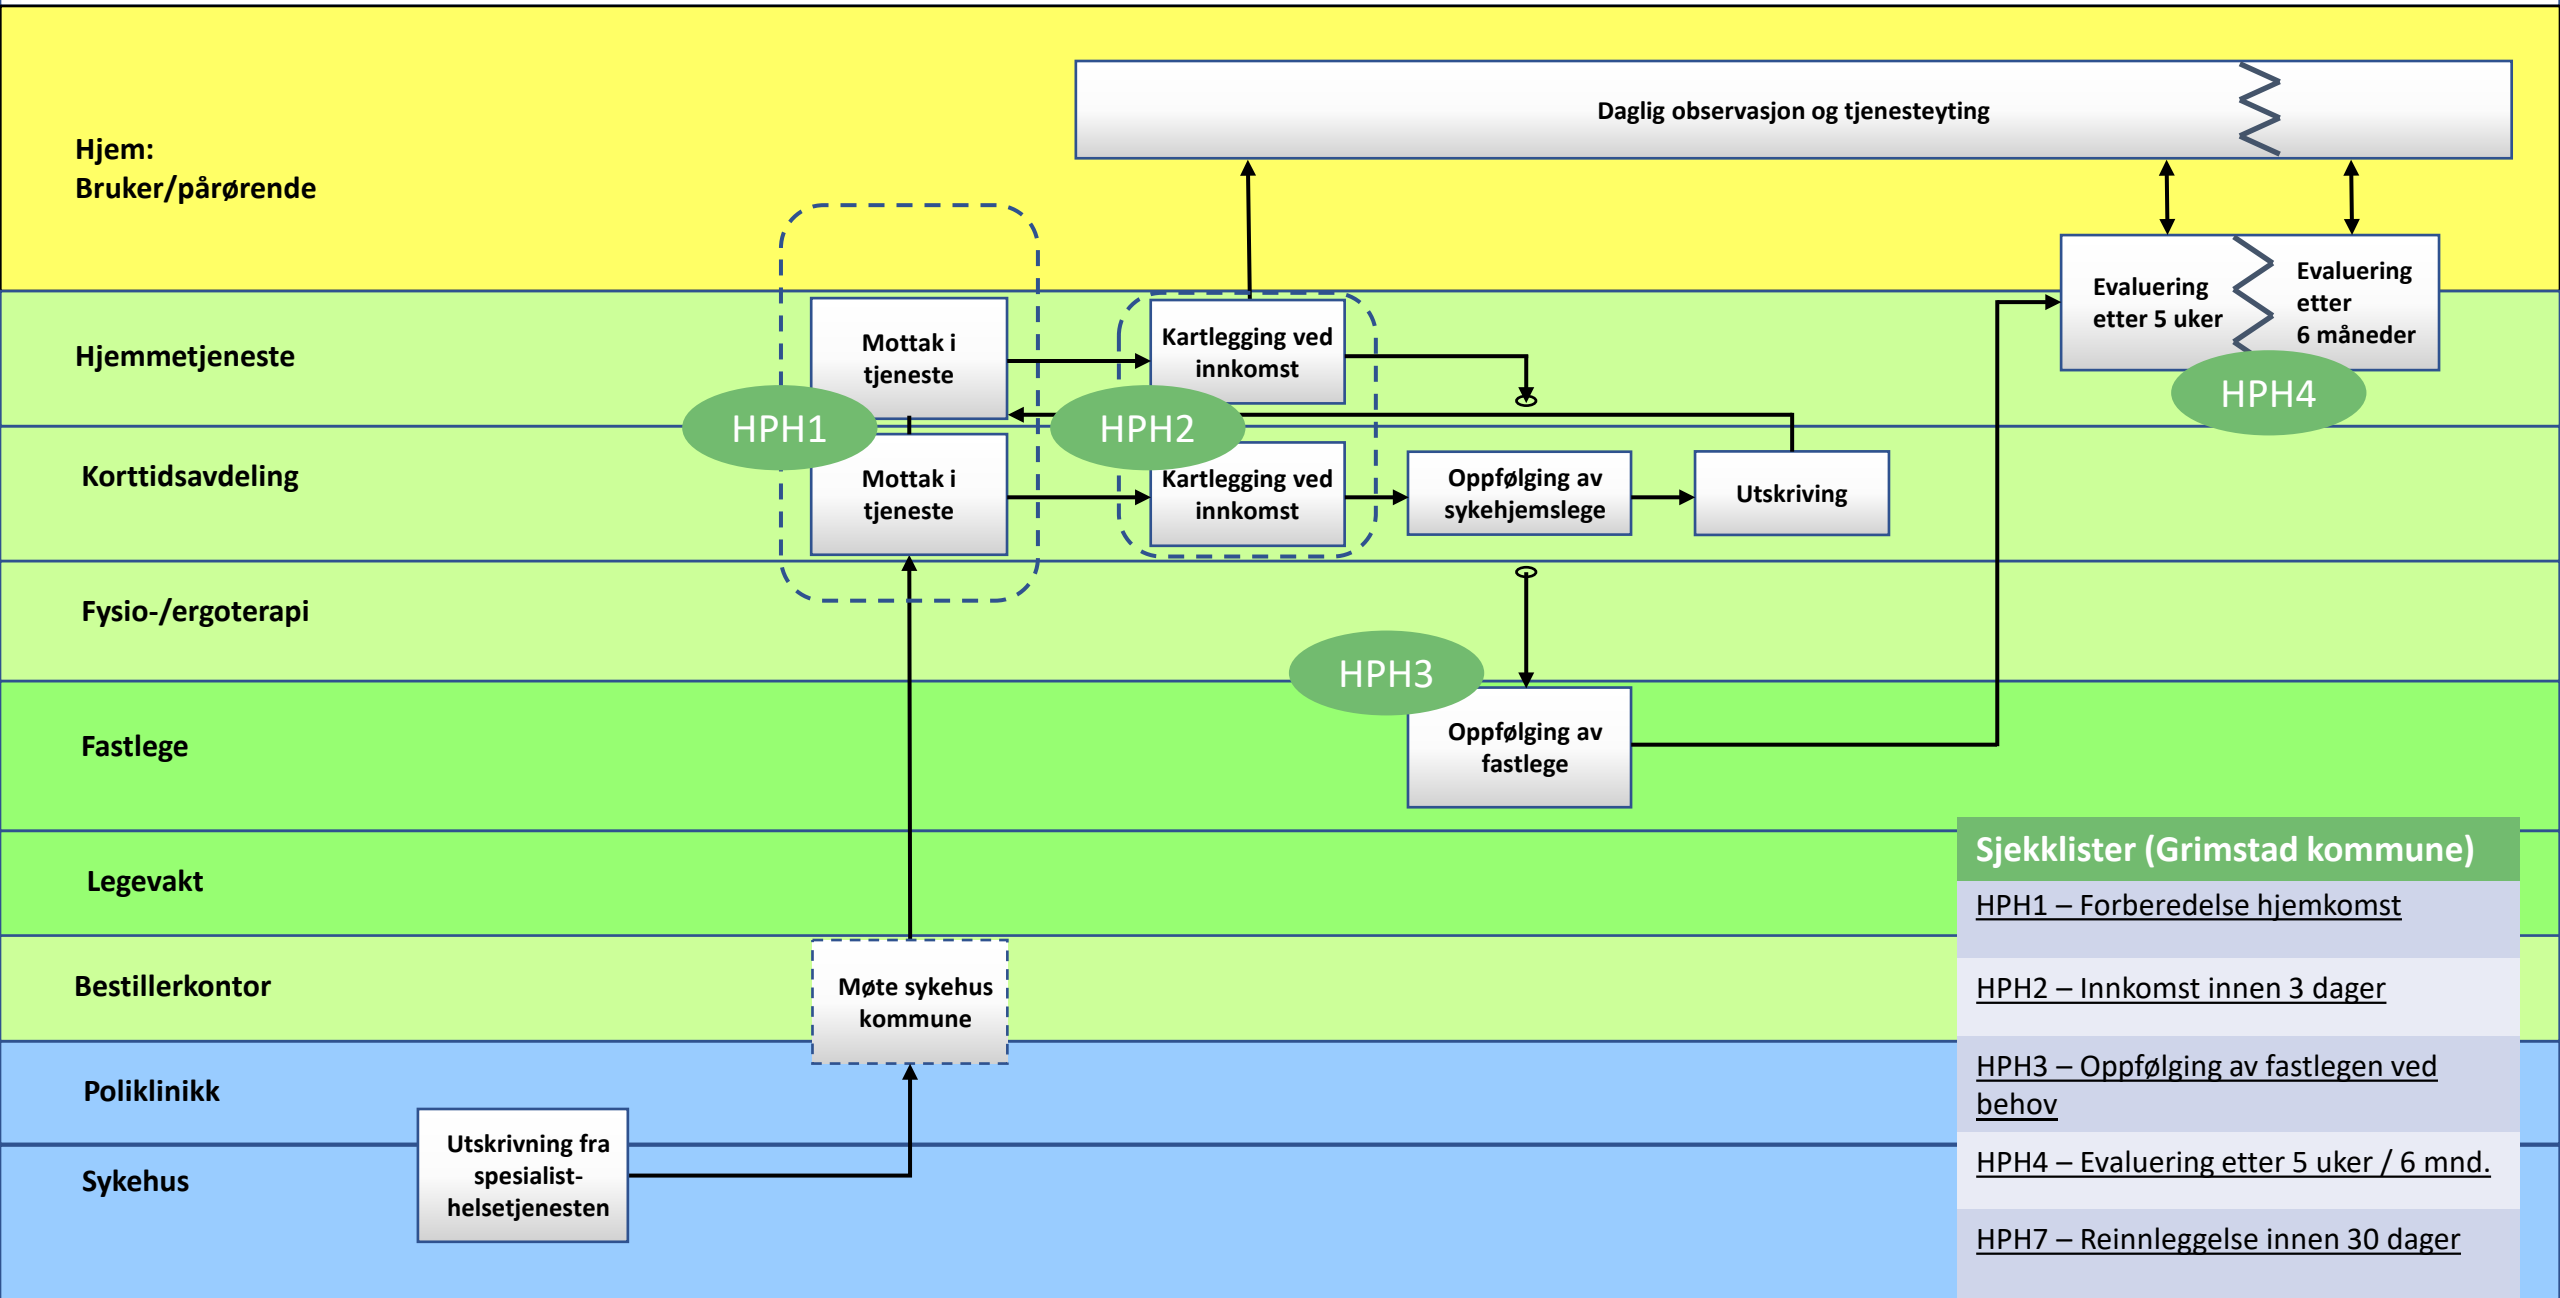 Daglig observasjon og tjenesteyting
Hjem:
Bruker/pårørende
Evaluering
etter 5 uker
Evaluering
etter
6 måneder
HPH4
Hjemmetjeneste
Mottak i
tjeneste
Kartlegging ved
innkomst
HPH1
HPH2
Korttidsavdeling
Mottak i
tjeneste
Kartlegging ved
innkomst
Oppfølging av
sykehjemslege
Utskriving
Fysio-/ergoterapi
HPH3
Fastlege
Oppfølging av
fastlege
Legevakt
Bestillerkontor
Møte sykehus
kommune
Poliklinikk
Sykehus
Utskrivning fra
spesialist-
helsetjenesten
Sjekklister (Grimstad kommune)
HPH1 – Forberedelse hjemkomst
HPH2 – Innkomst innen 3 dager
HPH3 – Oppfølging av fastlegen ved
behov
HPH4 – Evaluering etter 5 uker / 6 mnd.
HPH7 – Reinnleggelse innen 30 dager